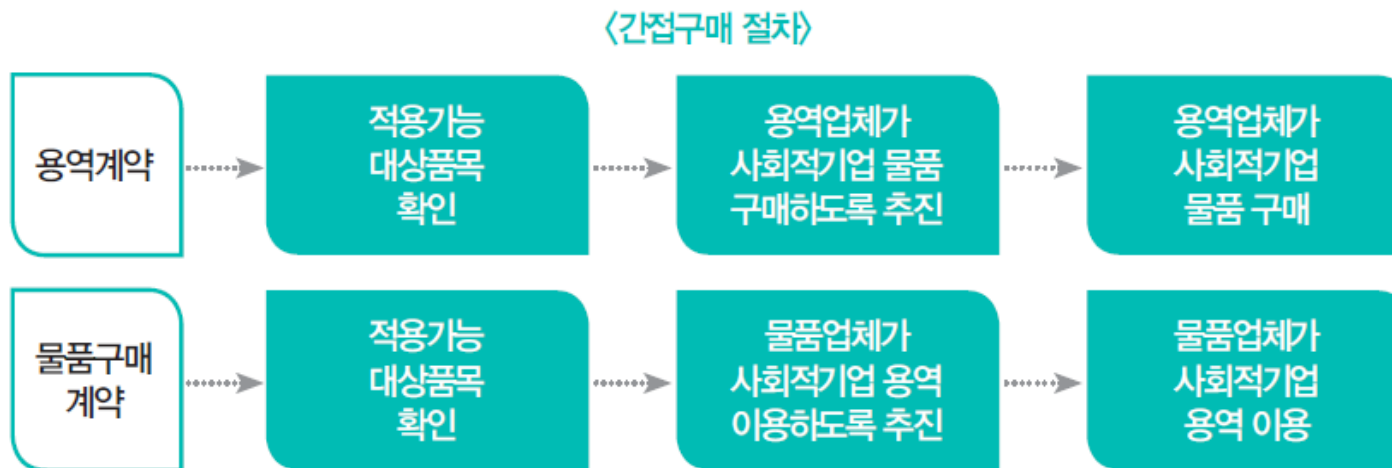 〈간접구매 절차〉
용역계약
적용가능
대상품목
확인
용역업체가
사회적기업 물품
구매하도록 추진
용역업체가
사회적기업
물품 구매
물품구매
계약
적용가능
대상품목
확인
물품업체가
사회적기업 용역
이용하도록 추진
물품업체가
사회적기업
용역 이용